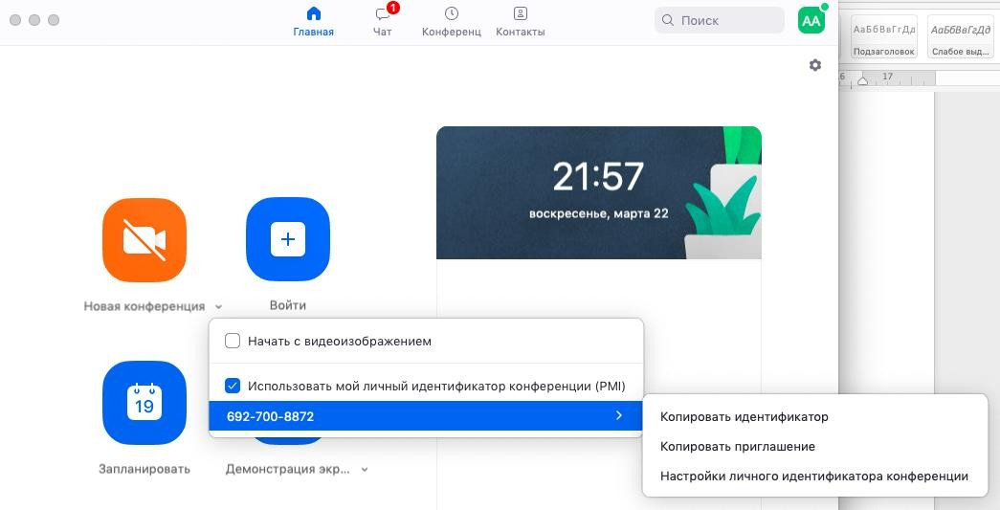 Главная
Чат
1
Конференц
Контакты
Поиск
AA
АаБбВвГгДд
АаБбВвГгДд
Подзаголовок
Слабое выд...
16
17
21:57
воскресенье, марта 22
Новая конференция
Войти
Начать с видеоизображением
Использовать мой личный идентификатор конференции (PMI)
692-700-8872
Копировать идентификатор
Копировать приглашение
Настройки личного идентификатора конференции
19
Запланировать
Демонстрация экр...